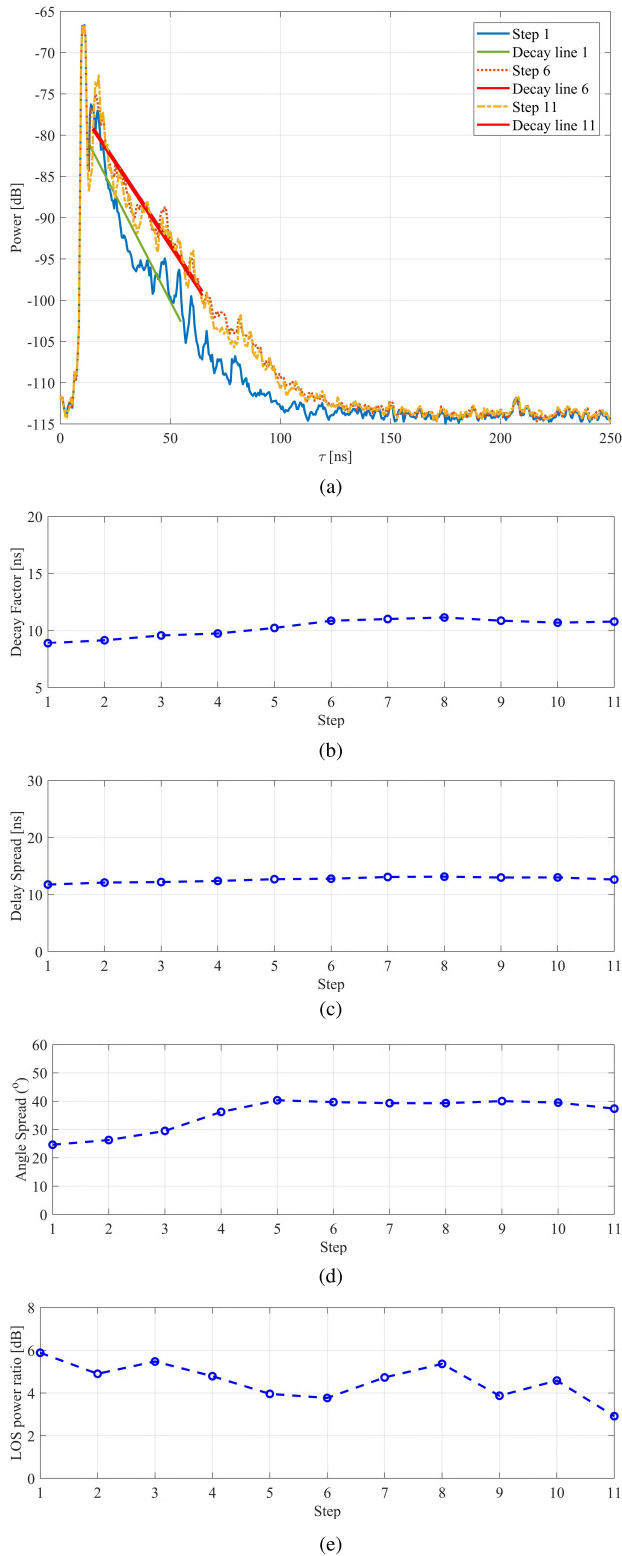 -65
-70
-75
-80
-85
-90
-95
-100
-105
-110
-115
Power [dB]
Step 1
Decay line 1
Step 6
Decay line 6
Step 11
Decay line 11
0 50 100 150 200 250
τ [ns]
(a)
20
15
10
5
Decay Factor [ns]
1 2 3 4 5 6 7 8 9 10 11
Step
(b)
30
20
10
0
Delay Spread [ns]
1 2 3 4 5 6 7 8 9 10 11
Step
(c)
60
50
40
30
20
10
0
Angle Spread (°)
1 2 3 4 5 6 7 8 9 10 11
Step
(d)
8
6
4
2
0
LOS power ratio [dB]
1 2 3 4 5 6 7 8 9 10 11
Step
(e)